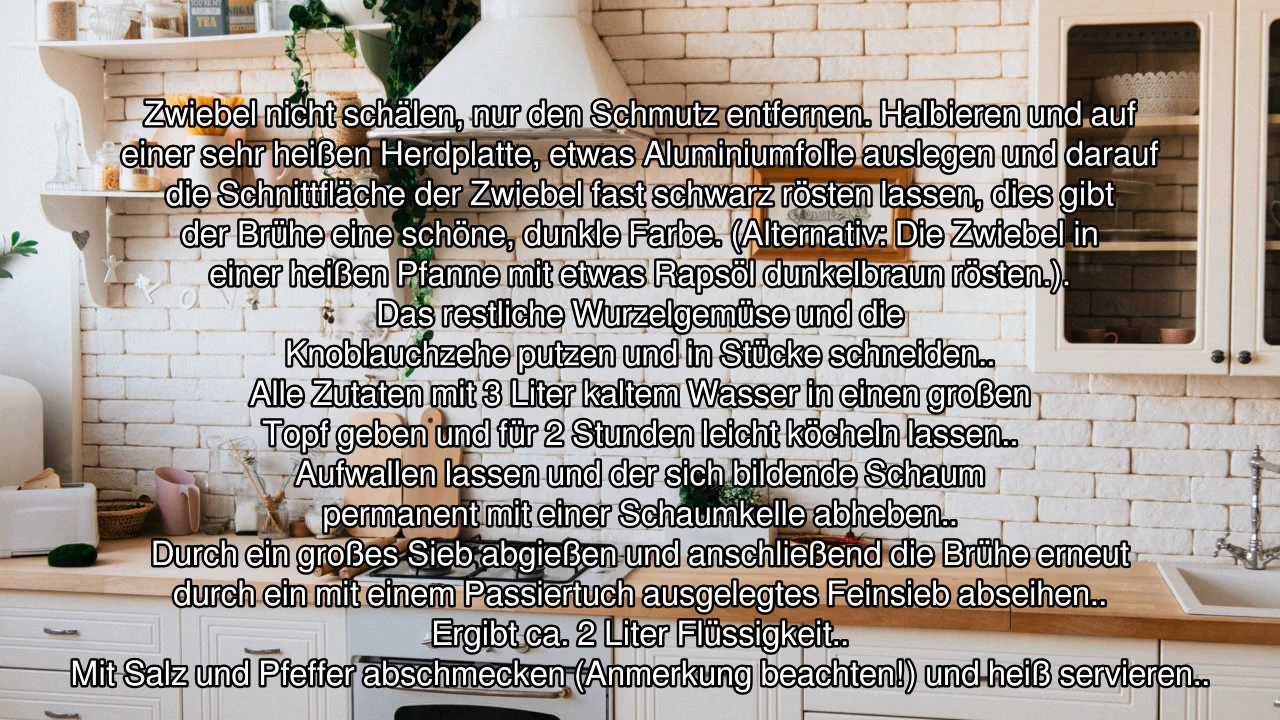 TEA
Zwiebel nicht schälen, nur den Schmutz entfernen. Halbieren und auf
einer sehr heißen Herdplatte, etwas Aluminiumfolie auslegen und darauf
die Schnittfläche der Zwiebel fast schwarz rösten lassen, dies gibt
der Brühe eine schöne, dunkle Farbe. (Alternativ: Die Zwiebel in
einer heißen Pfanne mit etwas Rapsöl dunkelbraun rösten.).
Das restliche Wurzelgemüse und die
Knoblauchzehe putzen und in Stücke schneiden..
Alle Zutaten mit 3 Liter kaltem Wasser in einen großen
Topf geben und für 2 Stunden leicht köcheln lassen..
Aufwallen lassen und der sich bildende Schaum
permanent mit einer Schaumkelle abheben..
Durch ein großes Sieb abgießen und anschließend die Brühe erneut
durch ein mit einem Passiertuch ausgelegtes Feinsieb abseihen..
Ergibt ca. 2 Liter Flüssigkeit..
Mit Salz und Pfeffer abschmecken (Anmerkung beachten!) und heiß servieren..